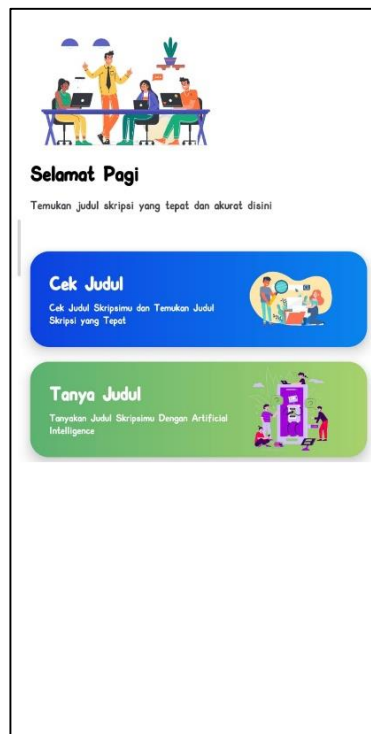 Selamat Pagi
Temukan judul skripsi yang tepat dan akurat disini
Cek Judul
Cek Judul Skripsimu dan Temukan Judul
Skripsi yang Tepat
Tanya Judul
Tanyakan Judul Skripsimu Dengan Artificial
Intelligence